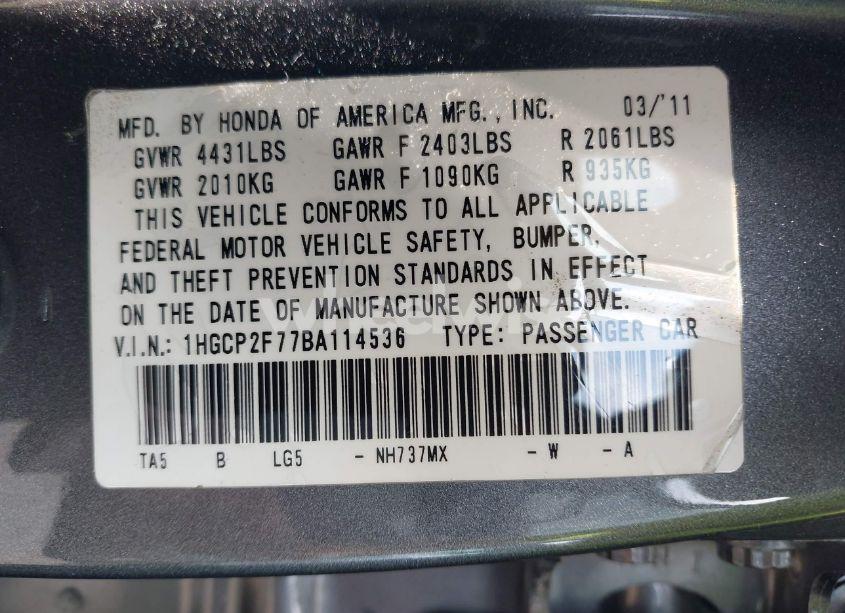 MFD. BY HONDA OF AMERICA MFG., INC. 03/'11
GVWR 4431LBS GAWR F 2403LBS R 2061LBS
GVWR 2010KG GAWR F 1090KG R 935KG
THIS VEHICLE CONFORMS TO ALL APPLICABLE
FEDERAL MOTOR VEHICLE SAFETY, BUMPER,
AND THEFT PREVENTION STANDARDS IN EFFECT
ON THE DATE OF MANUFACTURE SHOWN ABOVE.
V.I.N.: 1HGCP2F77BA114536 TYPE: PASSENGER CAR
TA5 B LG5 - NH737MX - W - A